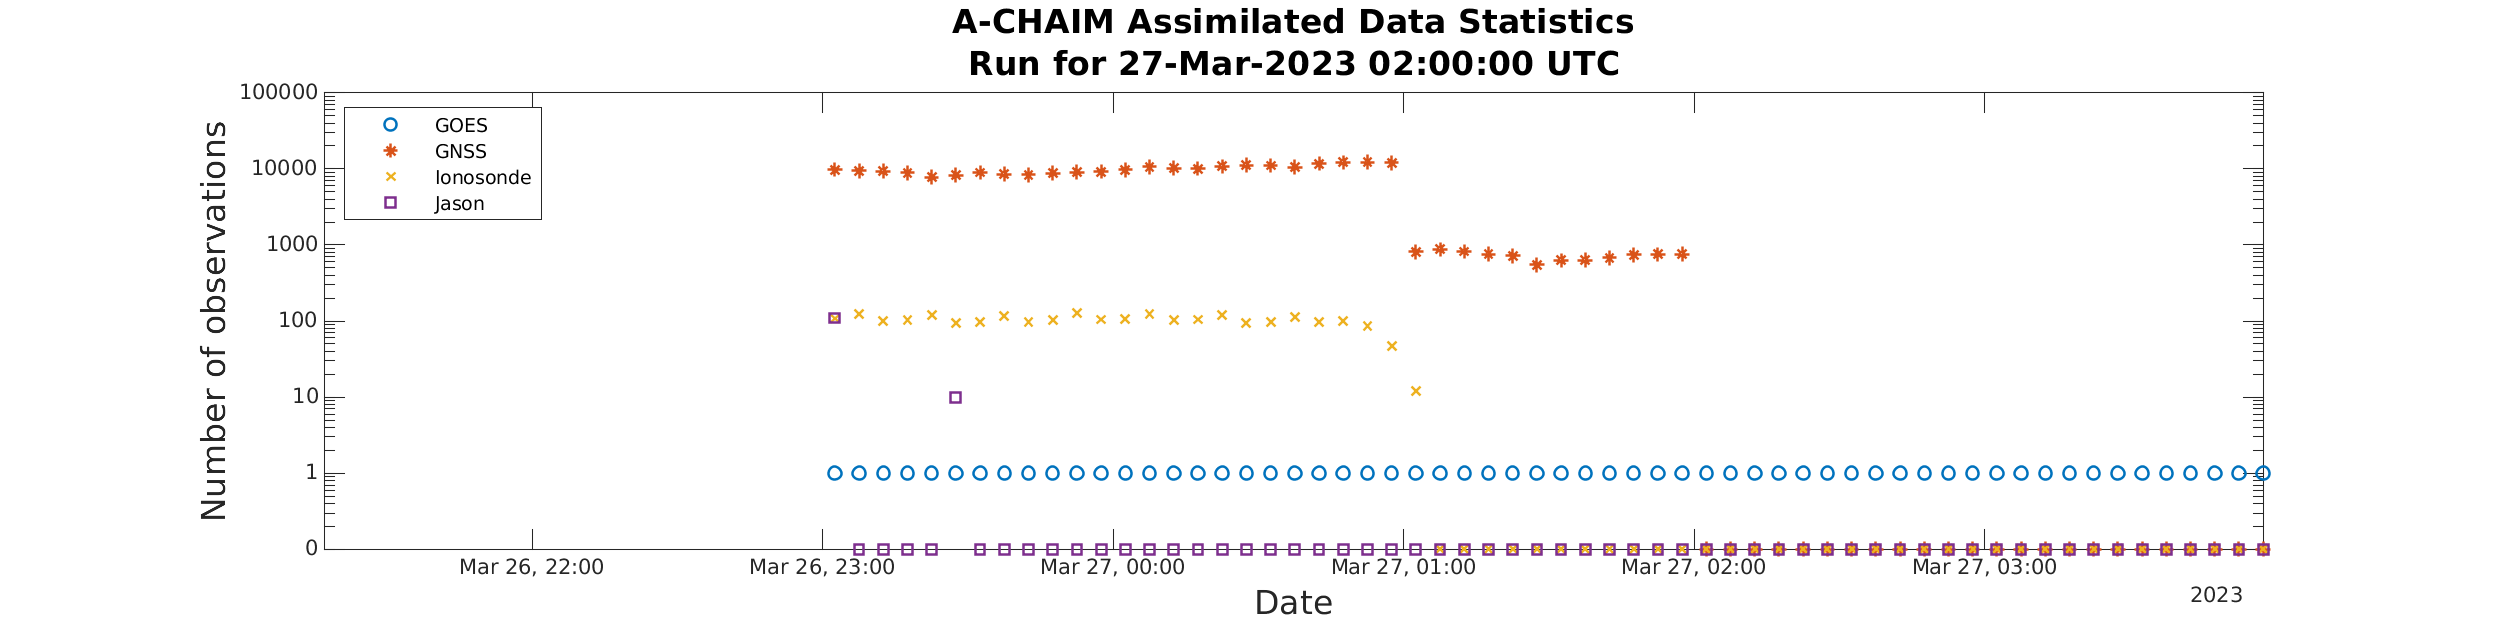 A-CHAIM Assimilated Data Statistics
Run for 27-Mar-2023 02:00:00 UTC
Number of observations
100000
10000
1000
100
10
1
0
GOES
GNSS
Ionosonde
Jason
Mar 26, 22:00
Mar 26, 23:00
Mar 27, 00:00
Mar 27, 01:00
Mar 27, 02:00
Mar 27, 03:00
2023
Date